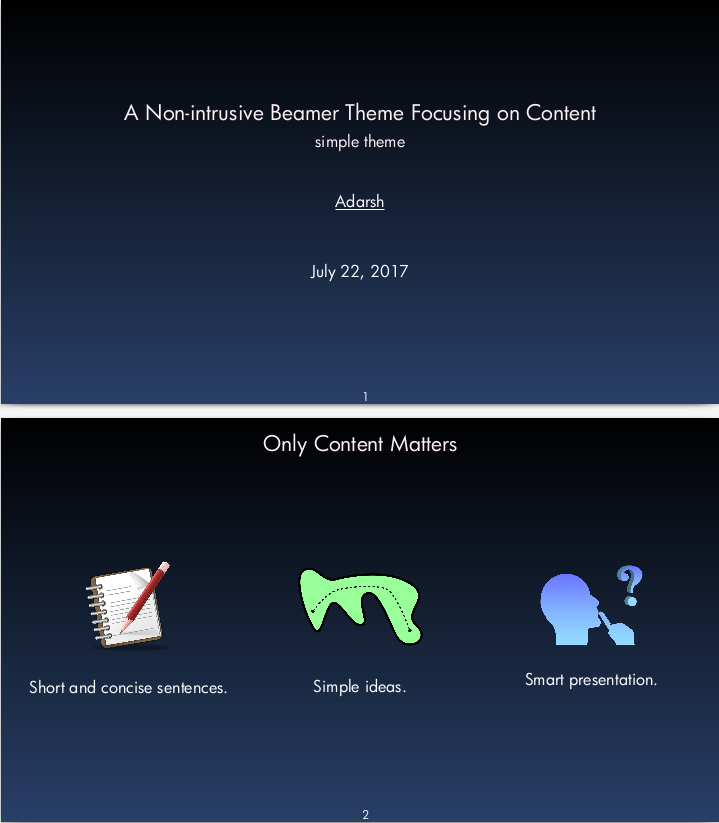 A Non-intrusive Beamer Theme Focusing on Content
simple theme
Adarsh
July 22, 2017
1
Only Content Matters
?
Short and concise sentences.
Simple ideas.
Smart presentation.
2